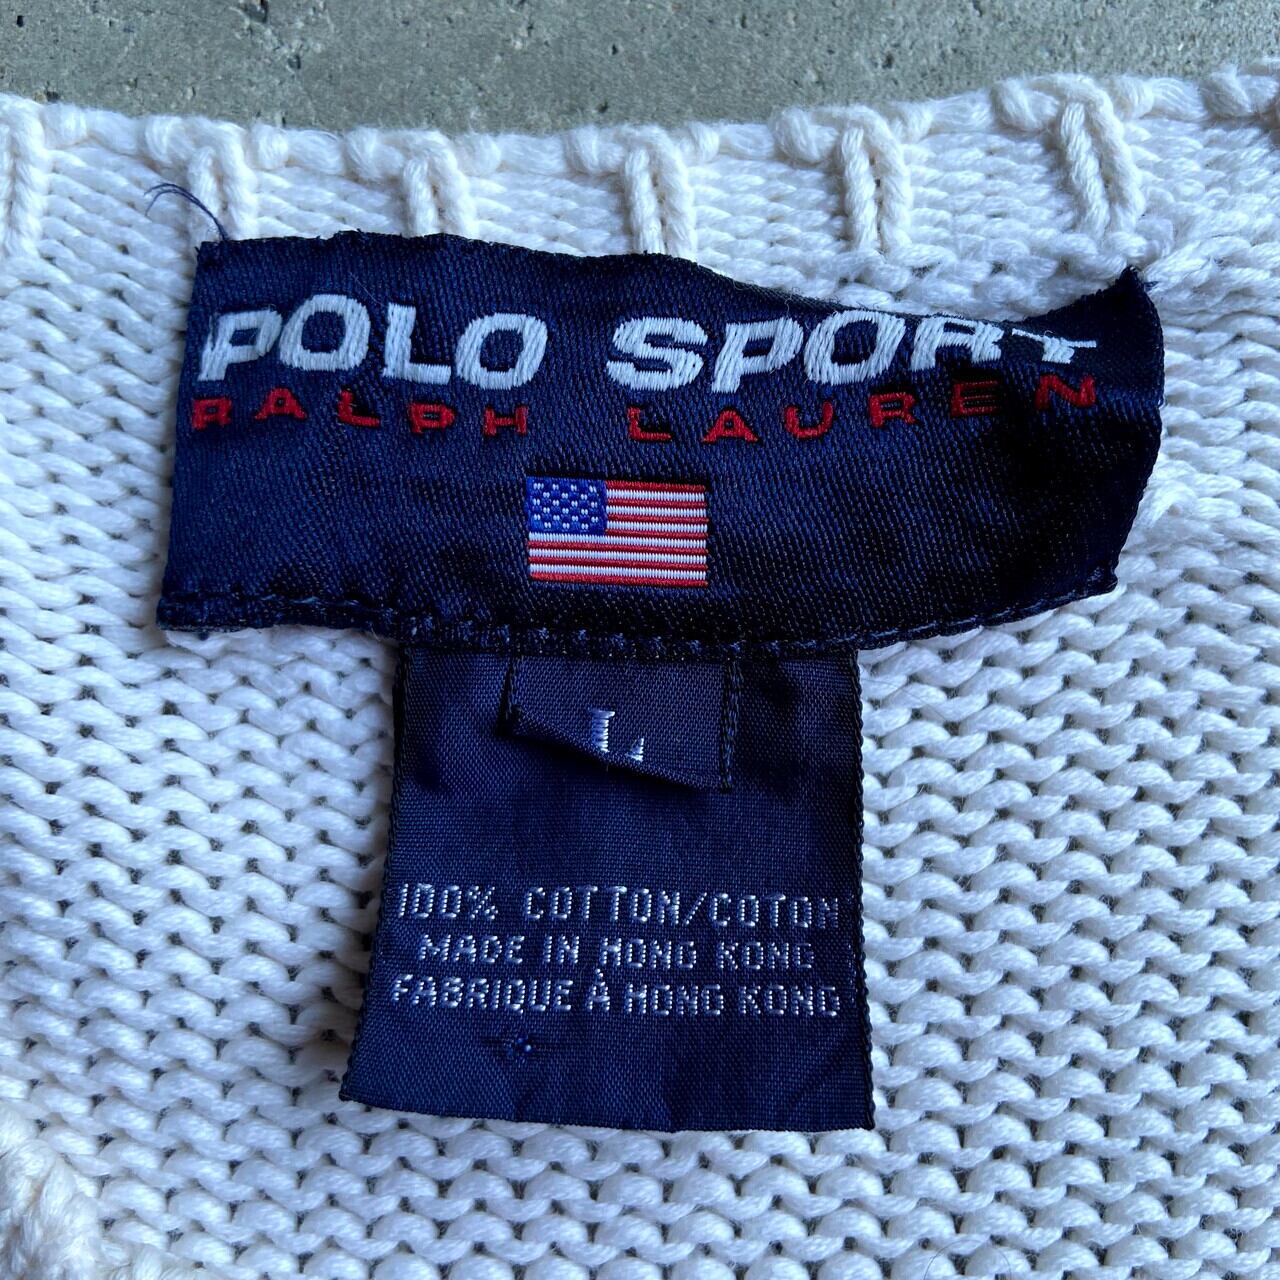 POLO SPORT
RALPH LAUREN
L
100% COTTON/COTON
MADE IN HONG KONG
FABRIQUE À HONG KONG